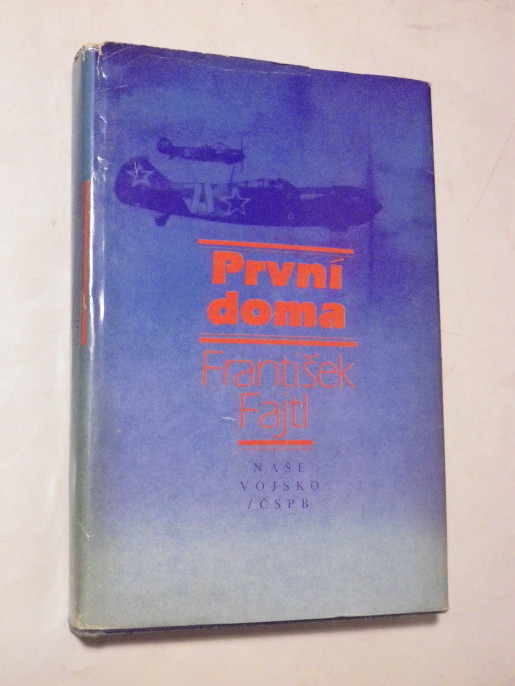 První
doma
František
Fajtl
NAŠE
VOJSKO
/ČSPB